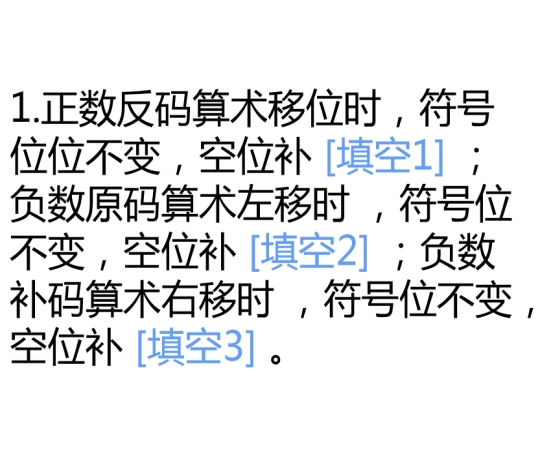 1.正数反码算术移位时，符号
位位不变，空位补 [填空1] ；
负数原码算术左移时 ，符号位
不变，空位补 [填空2] ；负数
补码算术右移时 ，符号位不变，
空位补 [填空3] 。